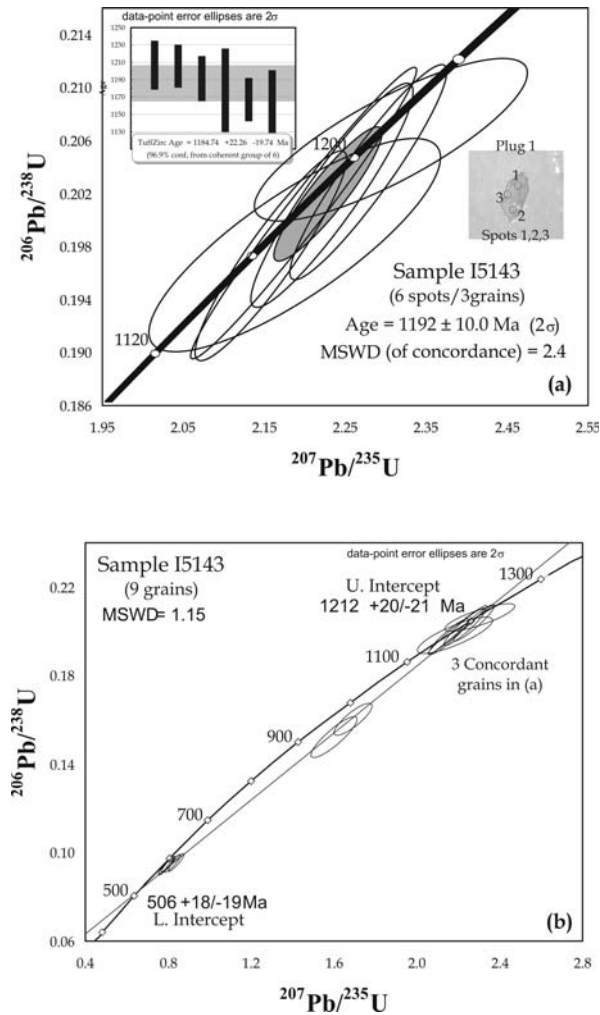 data-point error ellipses are 2σ
1250
1230
1210
1190
1170
1150
1130
Age
TuffZirc Age = 1184.74 +22.26 -19.74 Ma
(96.9% conf, from coherent group of 6)
0.214
0.210
0.206
0.202
0.198
0.194
0.190
0.186
206Pb/238U
1200
1120
Plug 1
1
3
2
Spots 1,2,3
Sample I5143
(6 spots/3grains)
Age = 1192 ± 10.0 Ma (2σ)
MSWD (of concordance) = 2.4
(a)
1.95 2.05 2.15 2.25 2.35 2.45 2.55
207Pb/235U
Sample I5143
(9 grains)
MSWD= 1.15
data-point error ellipses are 2σ
U. Intercept
1212 +20/-21 Ma
1300
1100
3 Concordant
grains in (a)
900
700
500
506 +18/-19Ma
L. Intercept
(b)
0.22
0.18
0.14
0.10
0.06
206Pb/238U
0.4 0.8 1.2 1.6 2.0 2.4 2.8
207Pb/235U